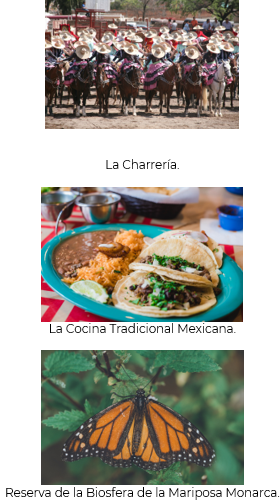 La Charrería.
La Cocina Tradicional Mexicana.
Reserva de la Biosfera de la Mariposa Monarca.